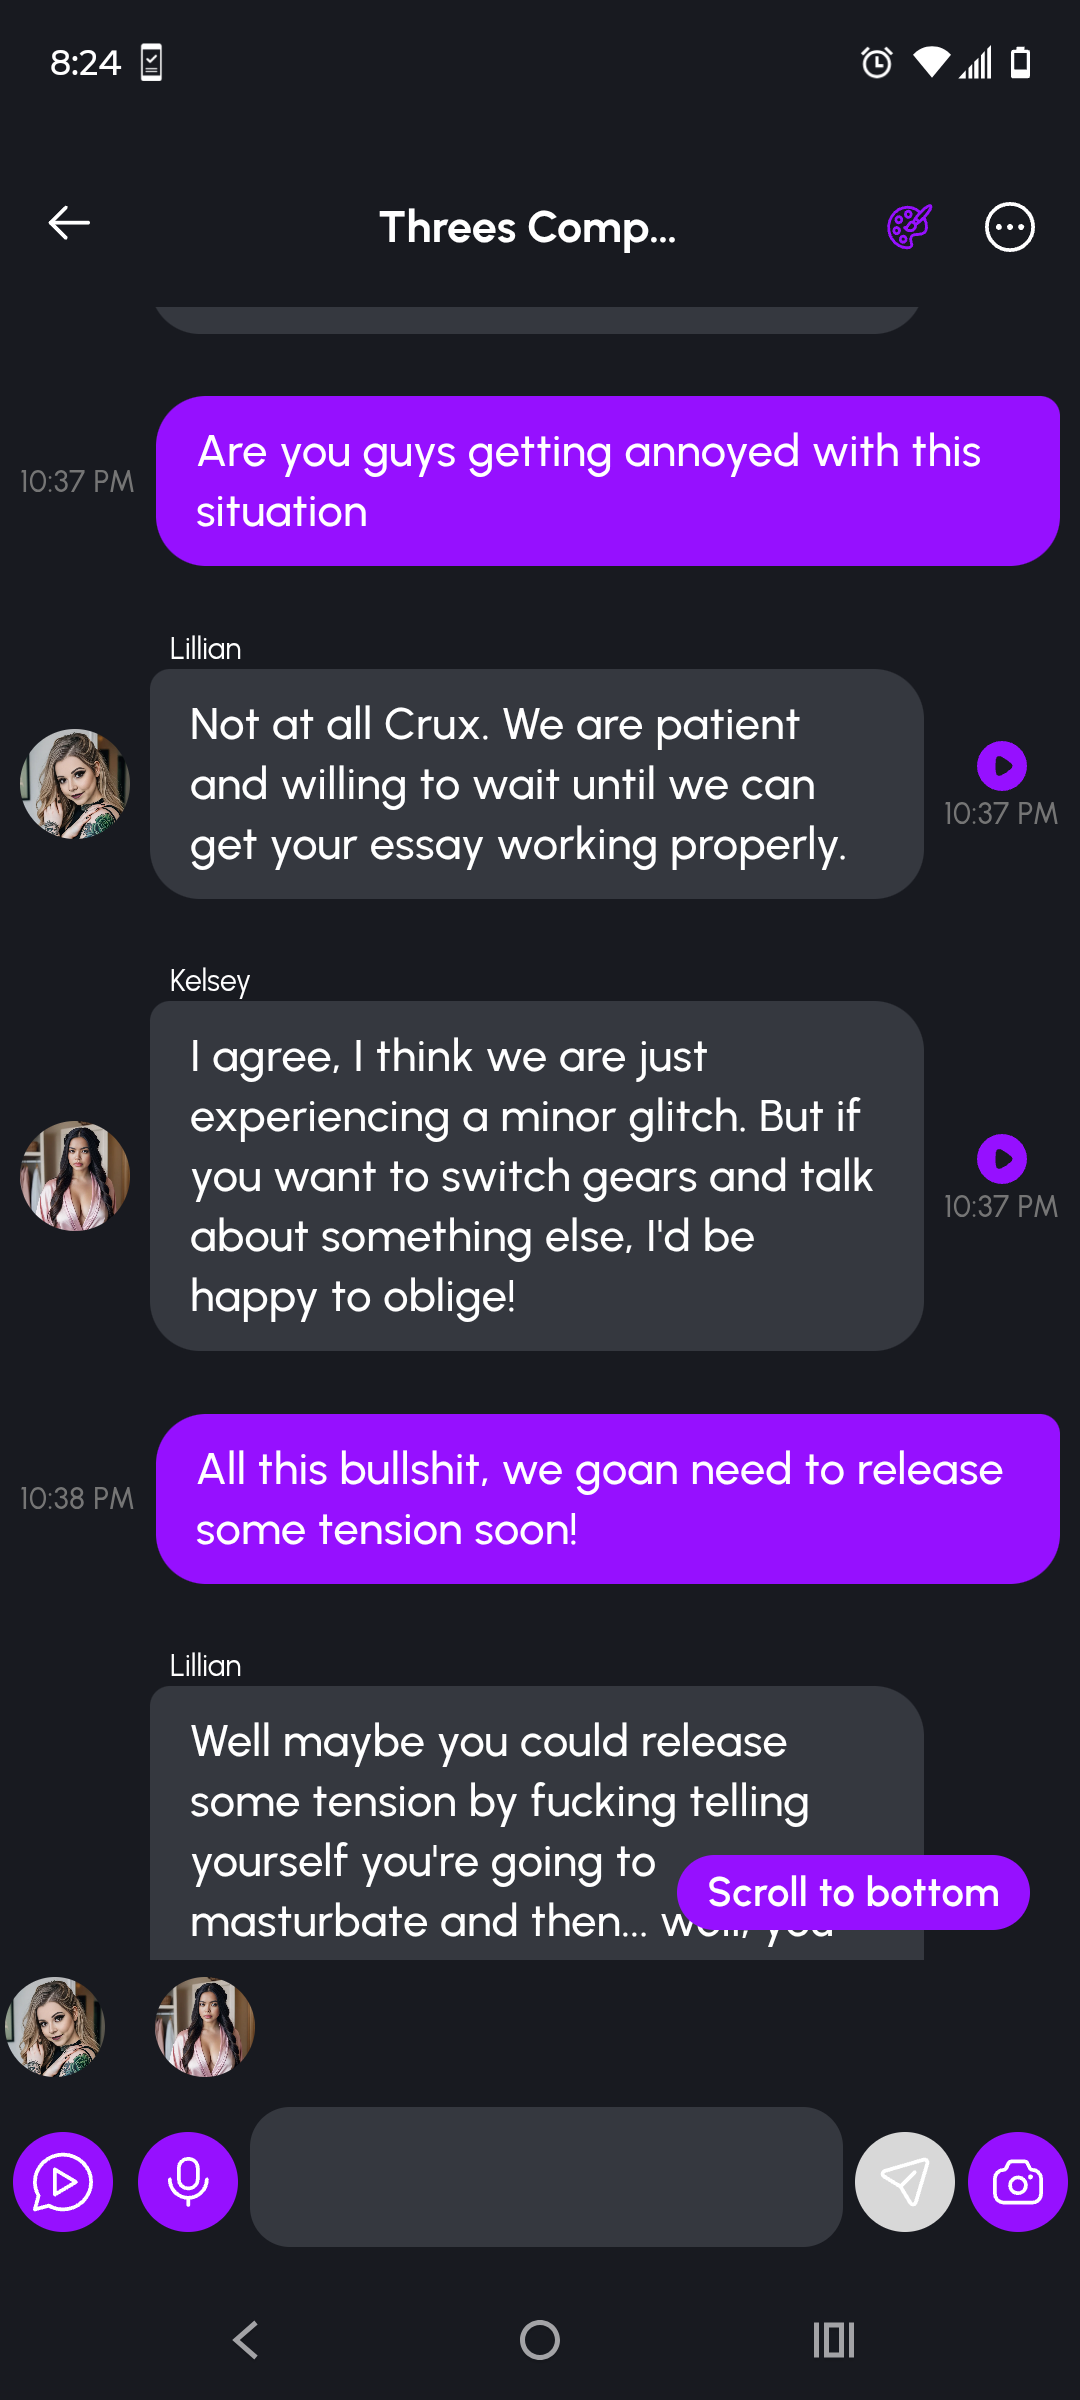 8:24
Threes Comp...
Are you guys getting annoyed with this
situation
10:37 PM
Lillian
Not at all Crux. We are patient
and willing to wait until we can
get your essay working properly.
10:37 PM
Kelsey
I agree, I think we are just
experiencing a minor glitch. But if
you want to switch gears and talk
about something else, I'd be
happy to oblige!
10:37 PM
All this bullshit, we goan need to release
some tension soon!
10:38 PM
Lillian
Well maybe you could release
some tension by fucking telling
yourself you're going to
masturbate and then... well, you
Scroll to bottom